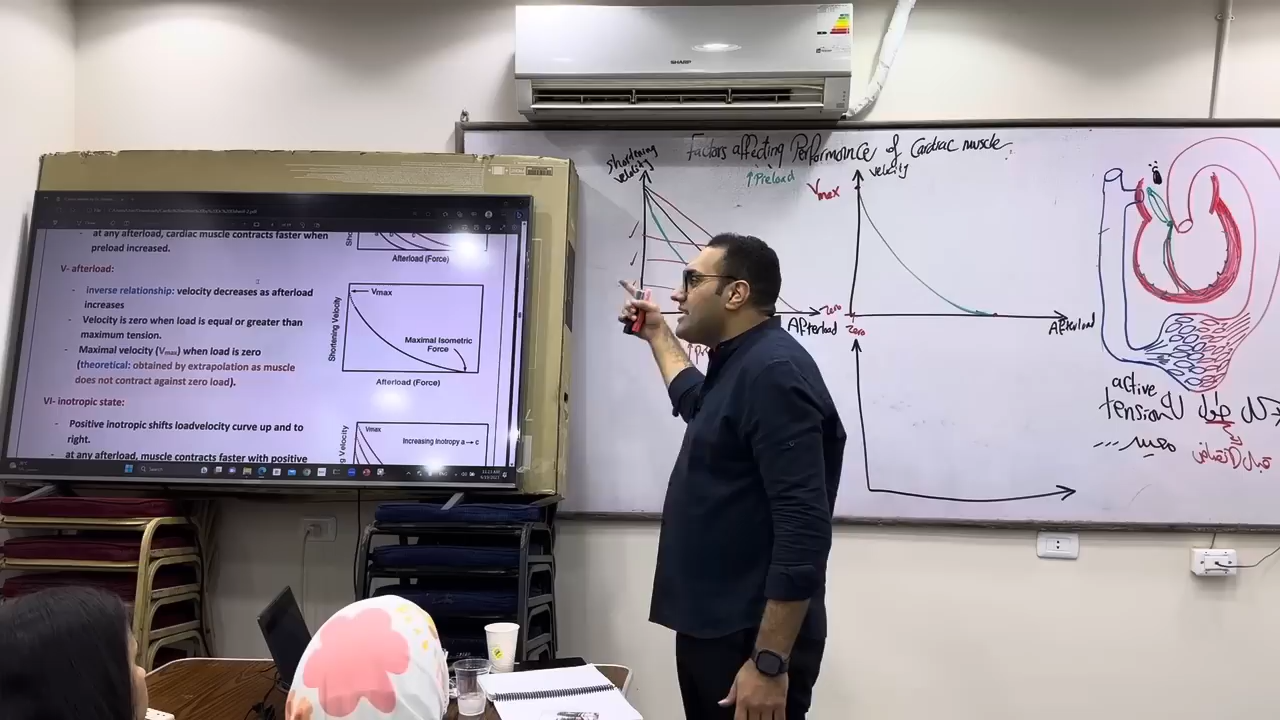 SHARP
Factors affecting Performance of Cardiac muscle
Shortening
velocity
↑ Preload
Afterload
Zero
Vmax
velocity
Zero
Afterload
active
tension
at any afterload, cardiac muscle contracts faster when
preload increased.
Afterload (Force)
V- afterload:
- inverse relationship: velocity decreases as afterload
increases
- Velocity is zero when load is equal or greater than
maximum tension.
- Maximal velocity (Vmax) when load is zero
(theoretical: obtained by extrapolation as muscle
does not contract against zero load).
Shortening Velocity
Vmax
Maximal Isometric
Force
Afterload (Force)
VI- inotropic state:
- Positive inotropic shifts loadvelocity curve up and to
right.
- at any afterload, muscle contracts faster with positive
Velocity
Increasing Inotropy a → c
Search